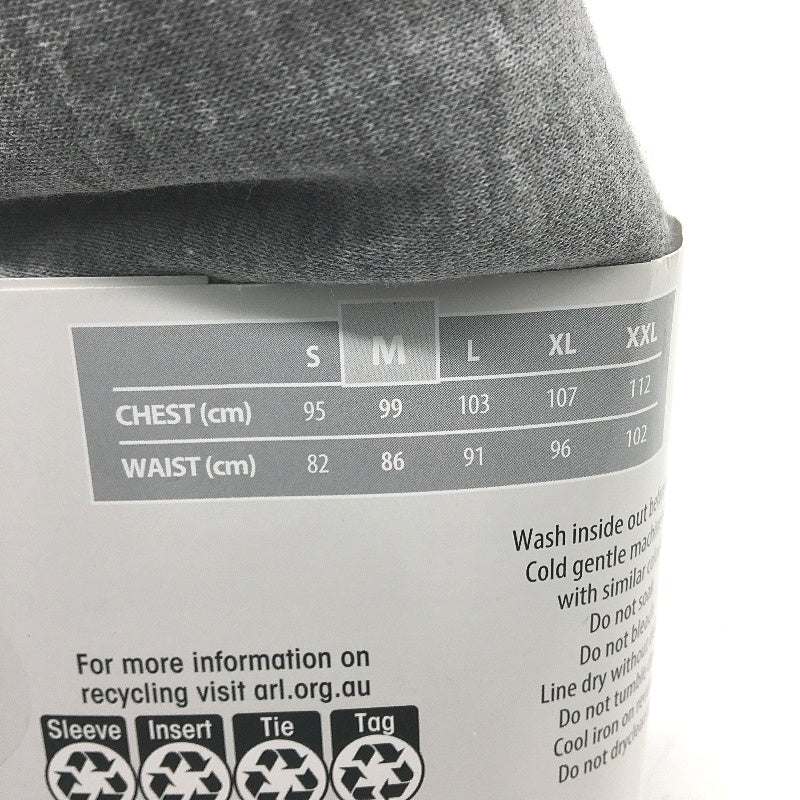 S M L XL XXL
CHEST (cm) 95 99 103 107 112
WAIST (cm) 82 86 91 96 102
Wash inside out
Cold gentle
with similar
Do not
Do not
Line dry
Do not
Cool iron on
Do not
For more information on
recycling visit arl.org.au
Sleeve Insert Tie Tag